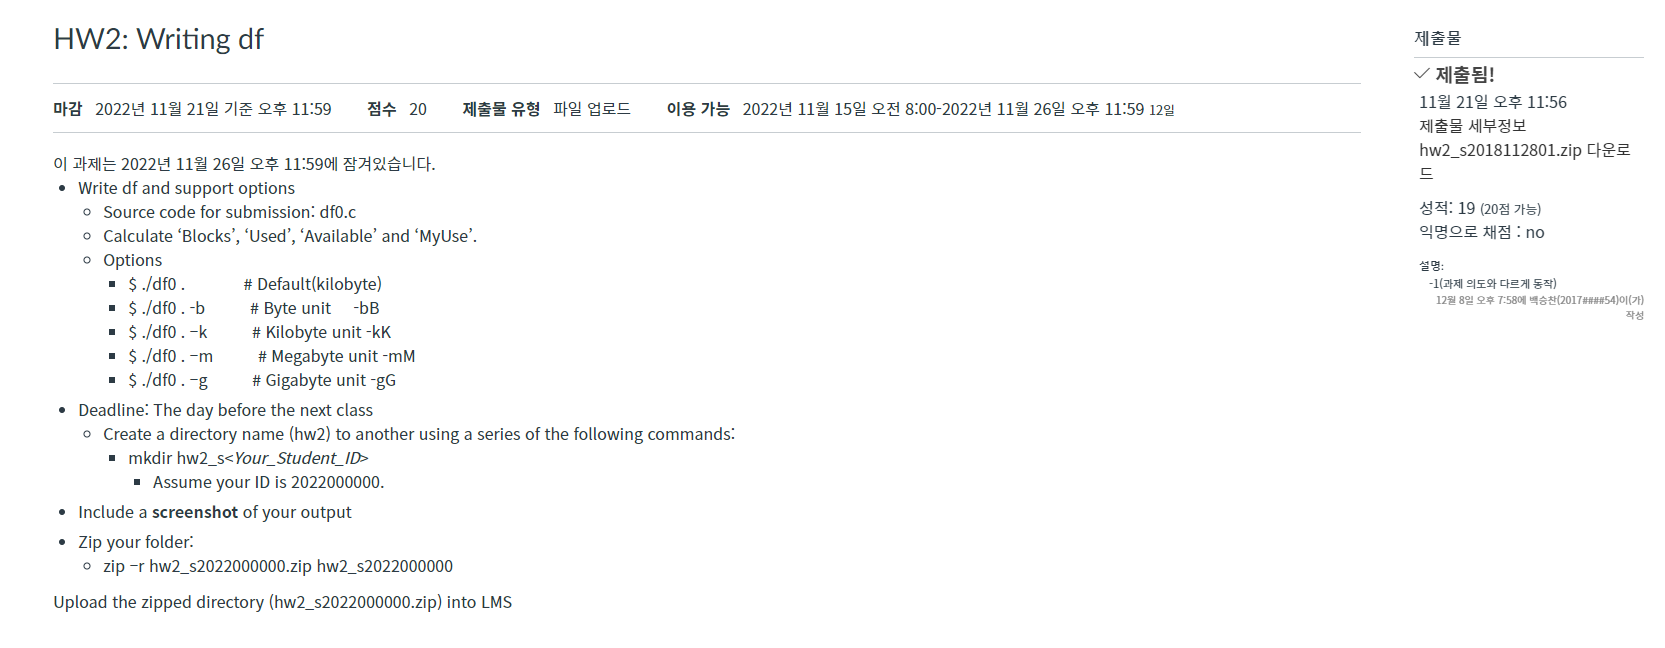 HW2: Writing df
마감 2022년 11월 21일 기준 오후 11:59 점수 20 제출물 유형 파일 업로드 이용 가능 2022년 11월 15일 오전 8:00-2022년 11월 26일 오후 11:59 12일
이 과제는 2022년 11월 26일 오후 11:59에 잠겨있습니다.
• Write df and support options
◦ Source code for submission: df0.c
◦ Calculate ‘Blocks’, ‘Used’, ‘Available’ and ‘MyUse’.
◦ Options
▪ $ ./df0 . # Default(kilobyte)
▪ $ ./df0 . -b # Byte unit -bB
▪ $ ./df0 . –k # Kilobyte unit -kK
▪ $ ./df0 . –m # Megabyte unit -mM
▪ $ ./df0 . –g # Gigabyte unit -gG
• Deadline: The day before the next class
◦ Create a directory name (hw2) to another using a series of the following commands:
▪ mkdir hw2_s<Your_Student_ID>
▪ Assume your ID is 2022000000.
• Include a screenshot of your output
• Zip your folder:
◦ zip –r hw2_s2022000000.zip hw2_s2022000000
Upload the zipped directory (hw2_s2022000000.zip) into LMS
제출물
✓ 제출됨!
11월 21일 오후 11:56
제출물 세부정보
hw2_s2018112801.zip 다운로
드
성적: 19 (20점 가능)
익명으로 채점 : no
설명:
-1(과제 의도와 다르게 동작)
12월 8일 오후 7:58에 백승찬(2017####54)이(가)
작성